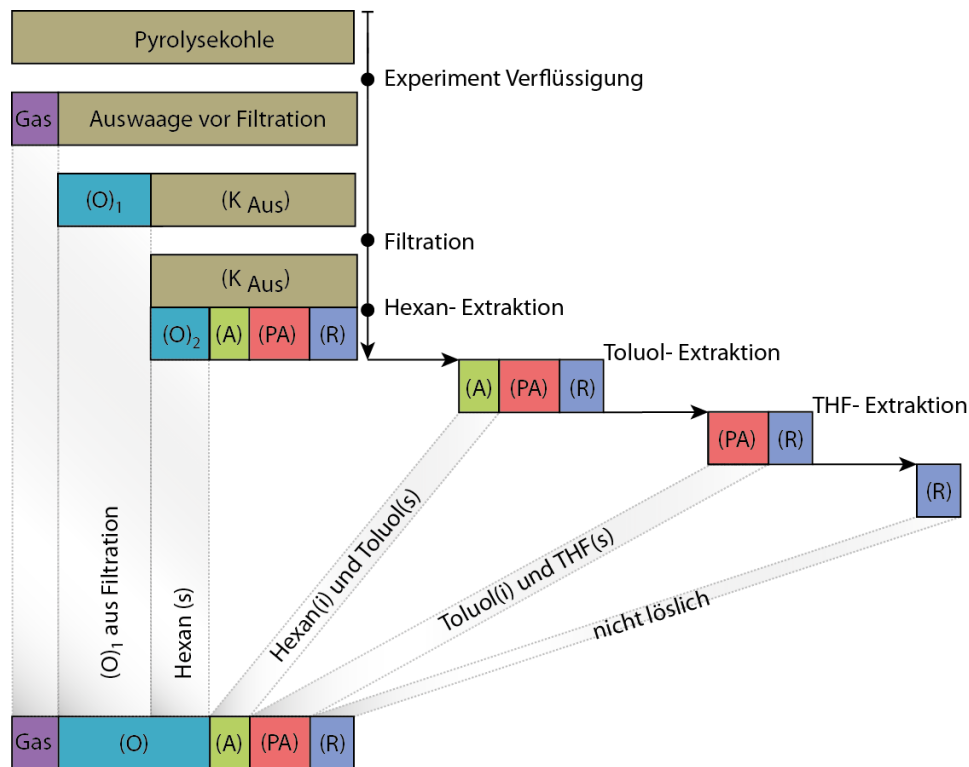 Pyrolysekohle
Experiment Verflüssigung
Gas
Auswaage vor Filtration
(O)₁
(K Aus)
Filtration
(K Aus)
Hexan- Extraktion
(O)₂
(A)
(PA)
(R)
Toluol- Extraktion
(A)
(PA)
(R)
THF- Extraktion
(PA)
(R)
(R)
(O)₁ aus Filtration
Hexan (s)
Hexan(i) und Toluol(s)
Toluol(i) und THF(s)
nicht löslich
Gas
(O)
(A)
(PA)
(R)